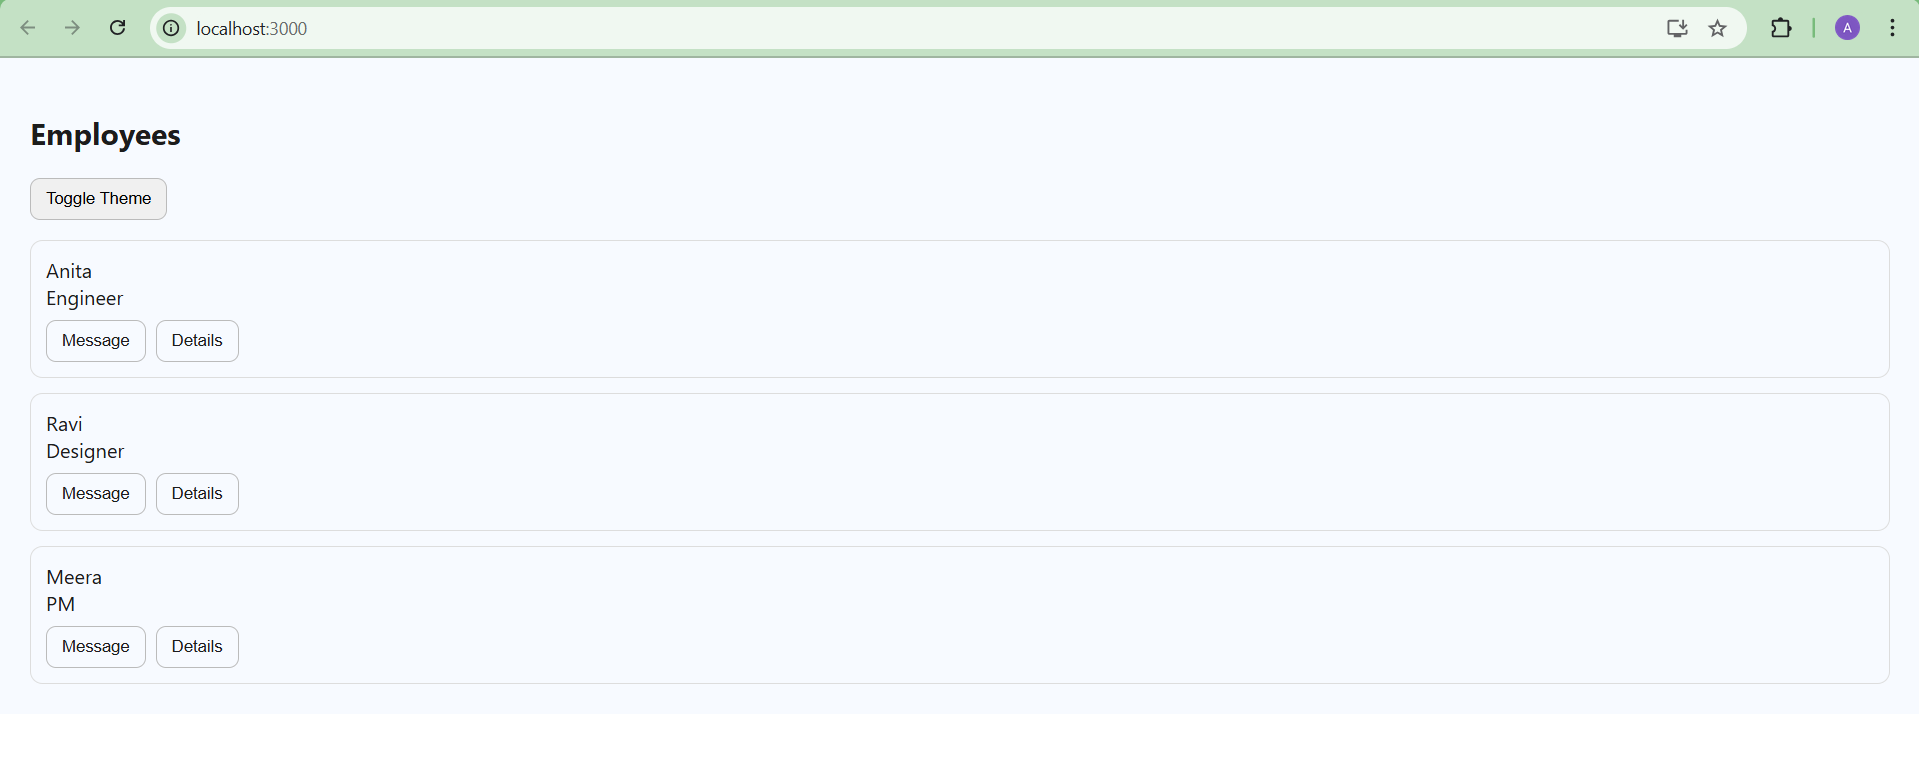 localhost:3000
A
Employees
Toggle Theme
Anita
Engineer
Message Details
Ravi
Designer
Message Details
Meera
PM
Message Details